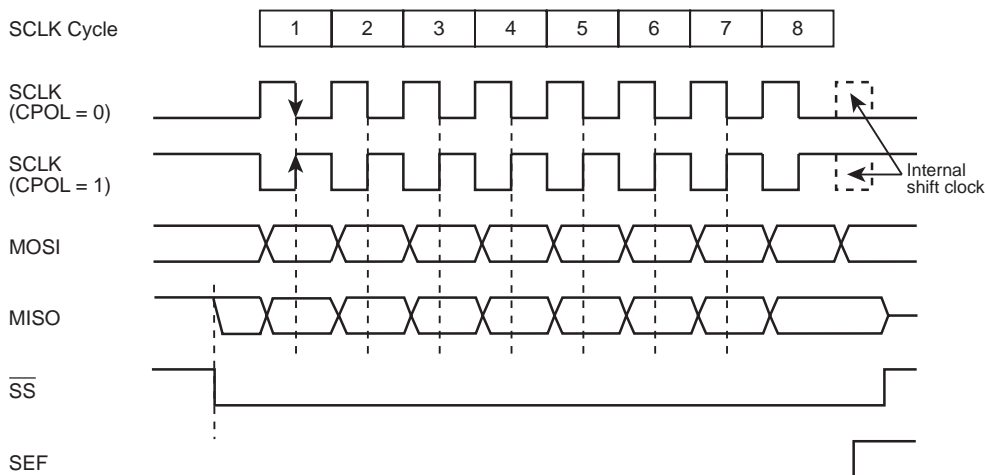 SCLK Cycle
1 2 3 4 5 6 7 8
SCLK
(CPOL = 0)
SCLK
(CPOL = 1)
Internal
shift clock
MOSI
MISO
SS
SEF